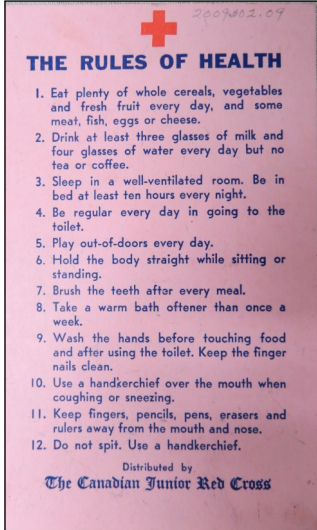 2009.02.09
THE RULES OF HEALTH
1. Eat plenty of whole cereals, vegetables
and fresh fruit every day, and some
meat, fish, eggs or cheese.
2. Drink at least three glasses of milk and
four glasses of water every day but no
tea or coffee.
3. Sleep in a well-ventilated room. Be in
bed at least ten hours every night.
4. Be regular every day in going to the
toilet.
5. Play out-of-doors every day.
6. Hold the body straight while sitting or
standing.
7. Brush the teeth after every meal.
8. Take a warm bath oftener than once a
week.
9. Wash the hands before touching food
and after using the toilet. Keep the finger
nails clean.
10. Use a handkerchief over the mouth when
coughing or sneezing.
11. Keep fingers, pencils, pens, erasers and
rulers away from the mouth and nose.
12. Do not spit. Use a handkerchief.
Distributed by
The Canadian Junior Red Cross